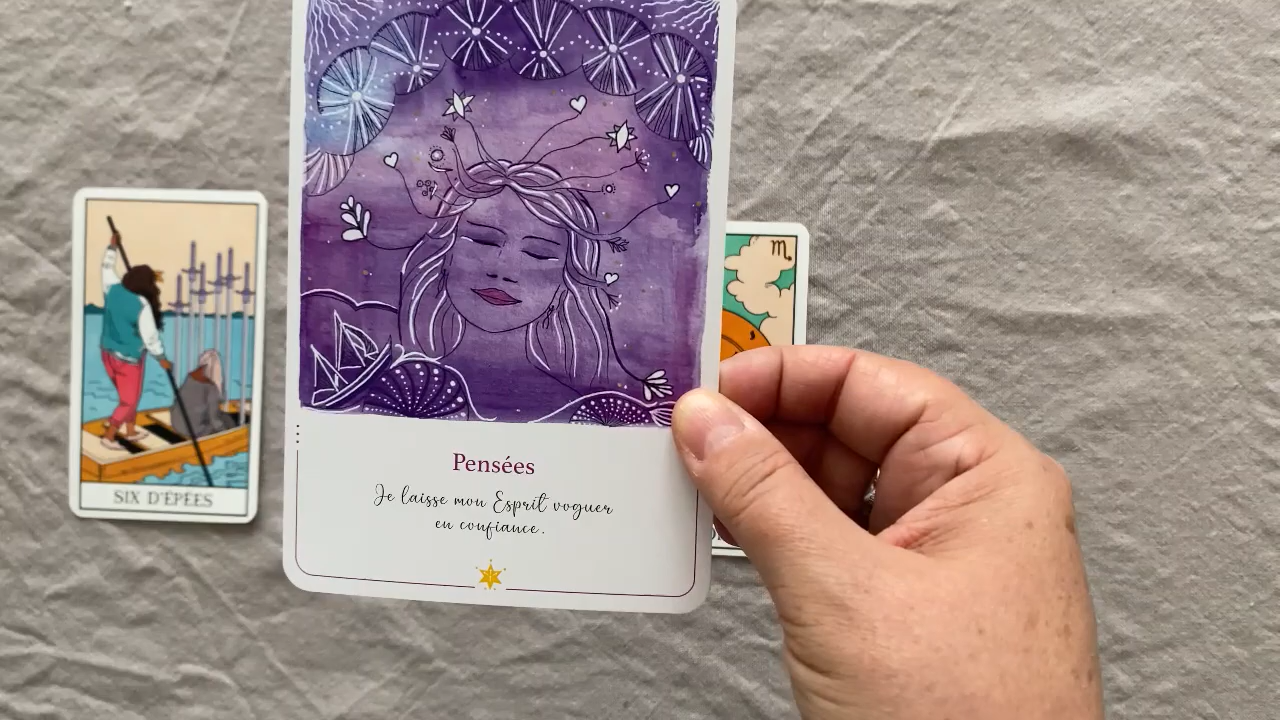 SIX D'ÉPÉES
Pensées
Je laisse mon Esprit voguer
en confiance.